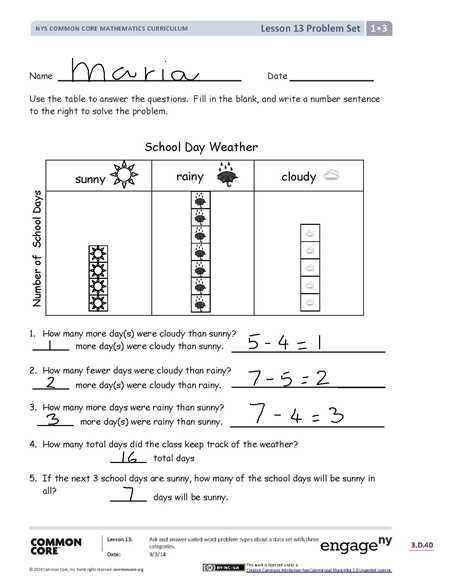 NYS COMMON CORE MATHEMATICS CURRICULUM Lesson 13 Problem Set 1•3
Name Maria Date
Use the table to answer the questions. Fill in the blank, and write a number sentence
to the right to solve the problem.
School Day Weather
sunny rainy cloudy
Number of School Days
1. How many more day(s) were cloudy than sunny?
1 more day(s) were cloudy than sunny. 5 - 4 = 1
2. How many fewer days were cloudy than rainy?
2 more day(s) were cloudy than rainy. 7 - 5 = 2
3. How many more days were rainy than sunny?
3 more day(s) were rainy than sunny. 7 - 4 = 3
4. How many total days did the class keep track of the weather?
16 total days
5. If the next 3 school days are sunny, how many of the school days will be sunny in
all?
7 days will be sunny.
COMMON
CORE™
Lesson 13: Ask and answer varied word problem types about a data set with three
categories.
Date: 9/3/14
engage ny
3.D.40
© 2014 Common Core, Inc. Some rights reserved. commoncore.org
CC BY-NC-SA
This work is licensed under a
Creative Commons Attribution-NonCommercial-ShareAlike 3.0 Unported License.